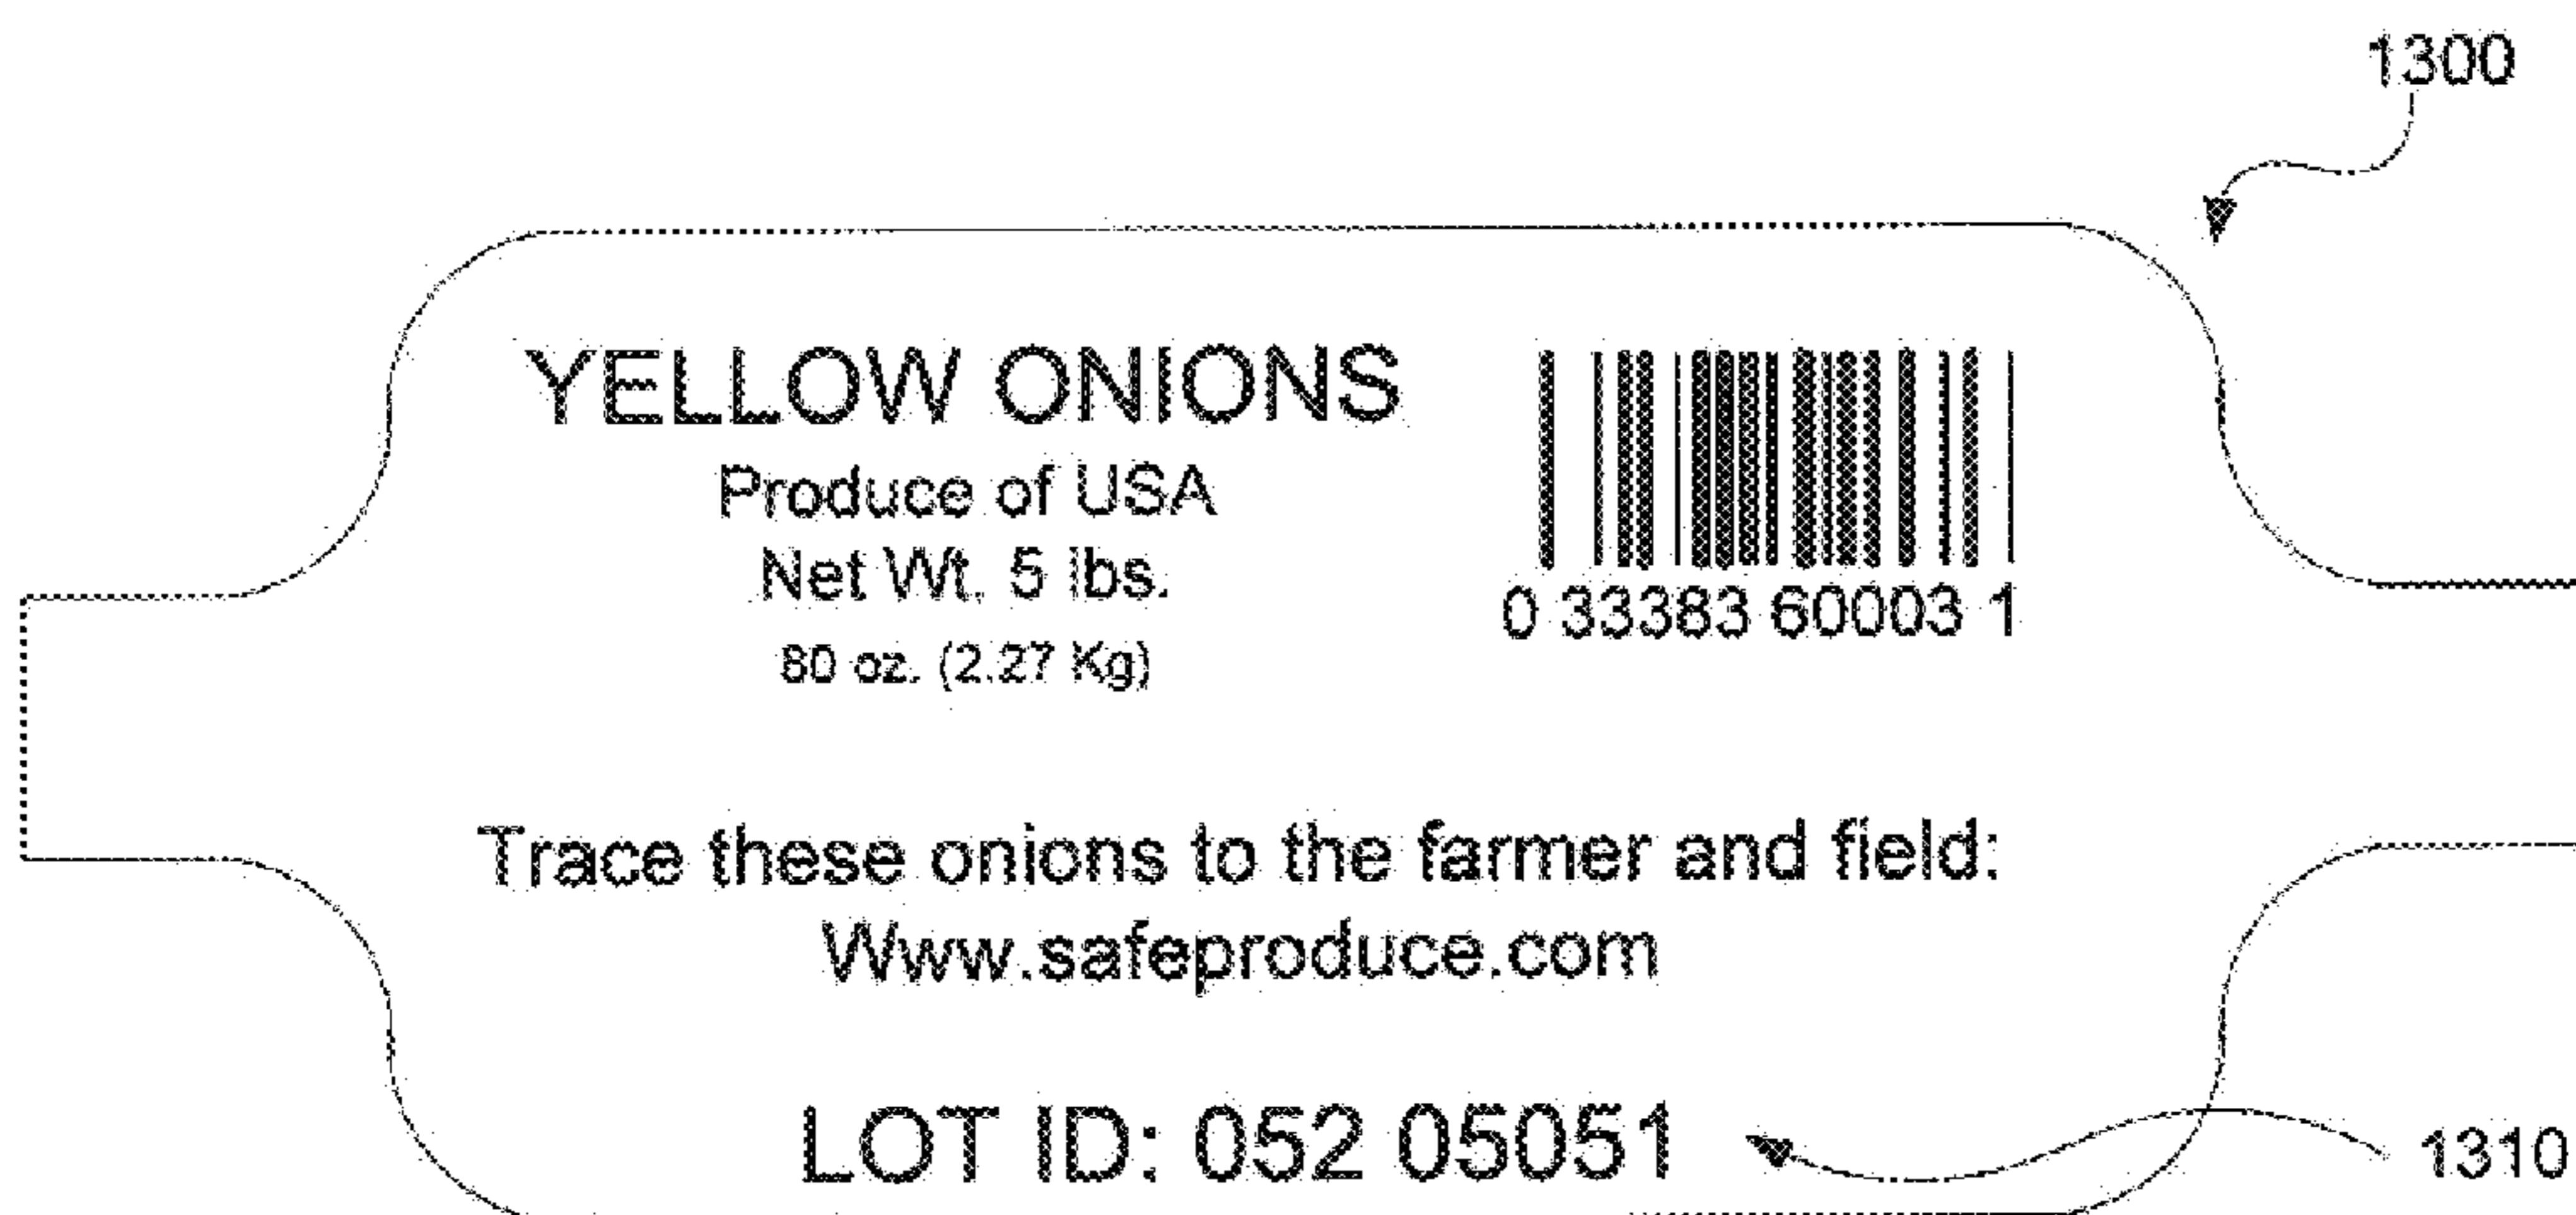 1300
YELLOW ONIONS
Produce of USA
Net Wt. 5 lbs.
80 oz. (2.27 Kg)
0 33383 60003 1
Trace these onions to the farmer and field:
Www.safeproduce.com
LOT ID: 052 05051
1310